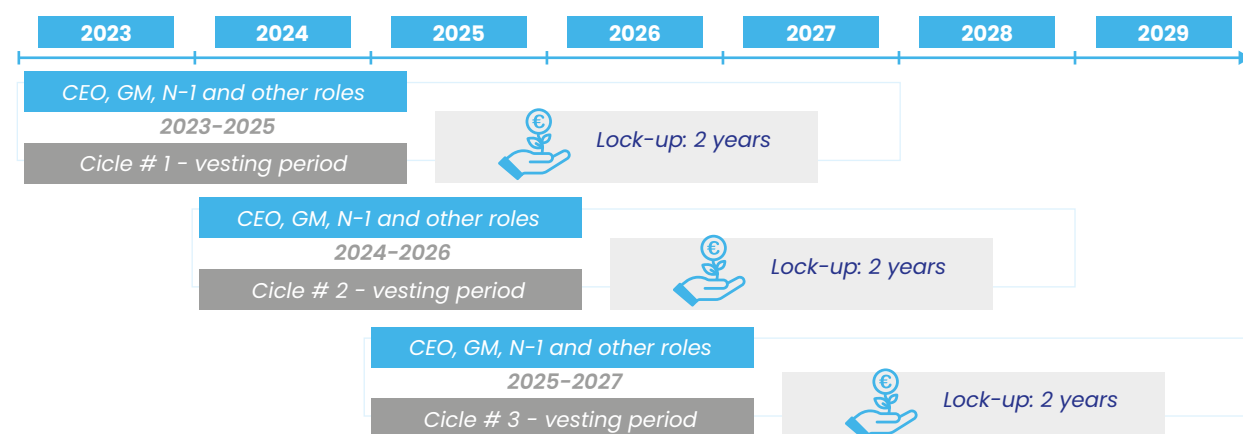 2023 2024 2025 2026 2027 2028 2029
CEO, GM, N-1 and other roles
2023-2025
Cicle # 1 - vesting period
€
Lock-up: 2 years
CEO, GM, N-1 and other roles
2024-2026
Cicle # 2 - vesting period
€
Lock-up: 2 years
CEO, GM, N-1 and other roles
2025-2027
Cicle # 3 - vesting period
€
Lock-up: 2 years